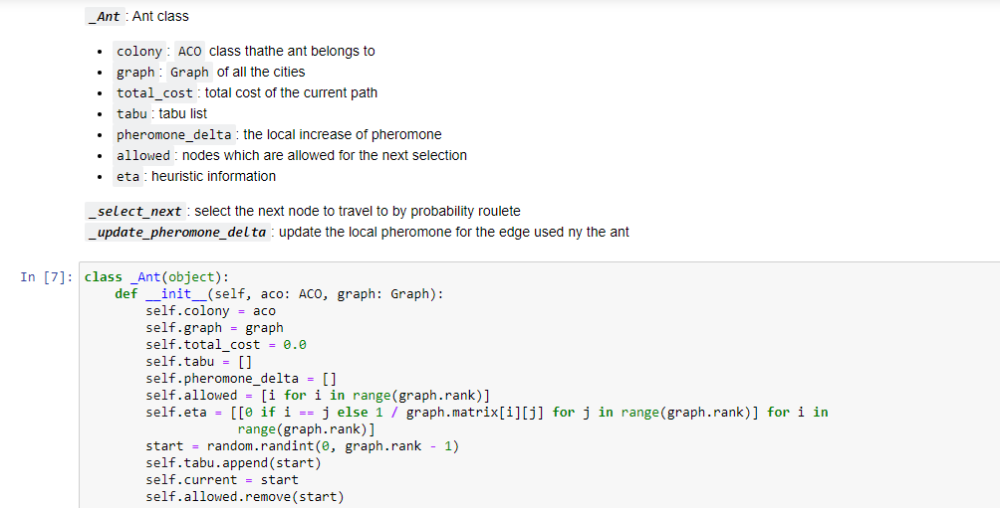 _Ant : Ant class
• colony : ACO class thathe ant belongs to
• graph : Graph of all the cities
• total_cost : total cost of the current path
• tabu : tabu list
• pheromone_delta : the local increase of pheromone
• allowed : nodes which are allowed for the next selection
• eta : heuristic information
_select_next : select the next node to travel to by probability roulete
_update_pheromone_delta : update the local pheromone for the edge used ny the ant
In [7]: class _Ant(object):
    def __init__(self, aco: ACO, graph: Graph):
        self.colony = aco
        self.graph = graph
        self.total_cost = 0.0
        self.tabu = []
        self.pheromone_delta = []
        self.allowed = [i for i in range(graph.rank)]
        self.eta = [[0 if i == j else 1 / graph.matrix[i][j] for j in range(graph.rank)] for i in
                    range(graph.rank)]
        start = random.randint(0, graph.rank - 1)
        self.tabu.append(start)
        self.current = start
        self.allowed.remove(start)